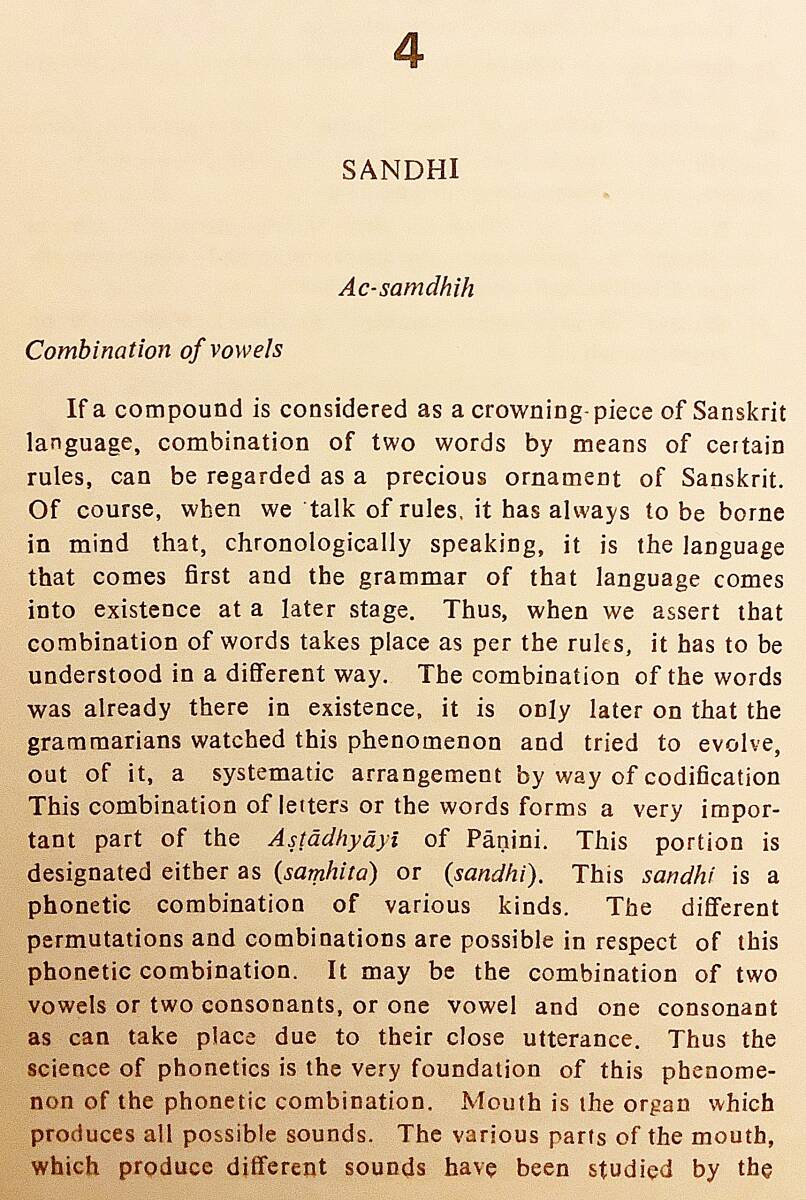 4
SANDHI
Ac-samdhih
Combination of vowels
If a compound is considered as a crowning-piece of Sanskrit
language, combination of two words by means of certain
rules, can be regarded as a precious ornament of Sanskrit.
Of course, when we talk of rules, it has always to be borne
in mind that, chronologically speaking, it is the language
that comes first and the grammar of that language comes
into existence at a later stage. Thus, when we assert that
combination of words takes place as per the rules, it has to be
understood in a different way. The combination of the words
was already there in existence, it is only later on that the
grammarians watched this phenomenon and tried to evolve,
out of it, a systematic arrangement by way of codification
This combination of letters or the words forms a very impor-
tant part of the Aṣṭādhyāyī of Pāṇini. This portion is
designated either as (saṃhita) or (sandhi). This sandhi is a
phonetic combination of various kinds. The different
permutations and combinations are possible in respect of this
phonetic combination. It may be the combination of two
vowels or two consonants, or one vowel and one consonant
as can take place due to their close utterance. Thus the
science of phonetics is the very foundation of this phenome-
non of the phonetic combination. Mouth is the organ which
produces all possible sounds. The various parts of the mouth,
which produce different sounds have been studied by the